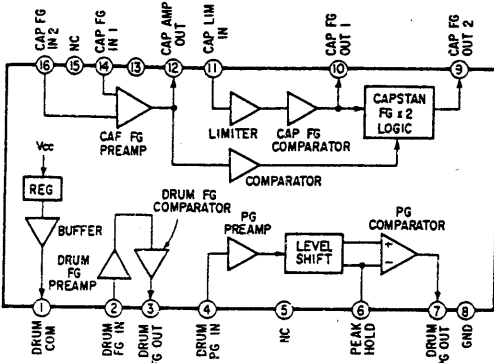 CAP FG
IN 2
NC
CAP FG
IN 1
CAP AMP
OUT
CAP LIM
IN
CAP FG
OUT 1
CAP FG
OUT 2
16
15
14
13
12
11
10
9
CAF FG
PREAMP
LIMITER
CAP FG
COMPARATOR
CAPSTAN
FG x 2
LOGIC
COMPARATOR
Vcc
REG
BUFFER
DRUM FG
PREAMP
DRUM FG
COMPARATOR
PG
PREAMP
LEVEL
SHIFT
PG
COMPARATOR
+
−
1
2
3
4
5
6
7
8
DRUM
COM
DRUM
FG IN
DRUM
FG OUT
DRUM
PG IN
NC
PEAK
HOLD
DRUM
PG OUT
GND